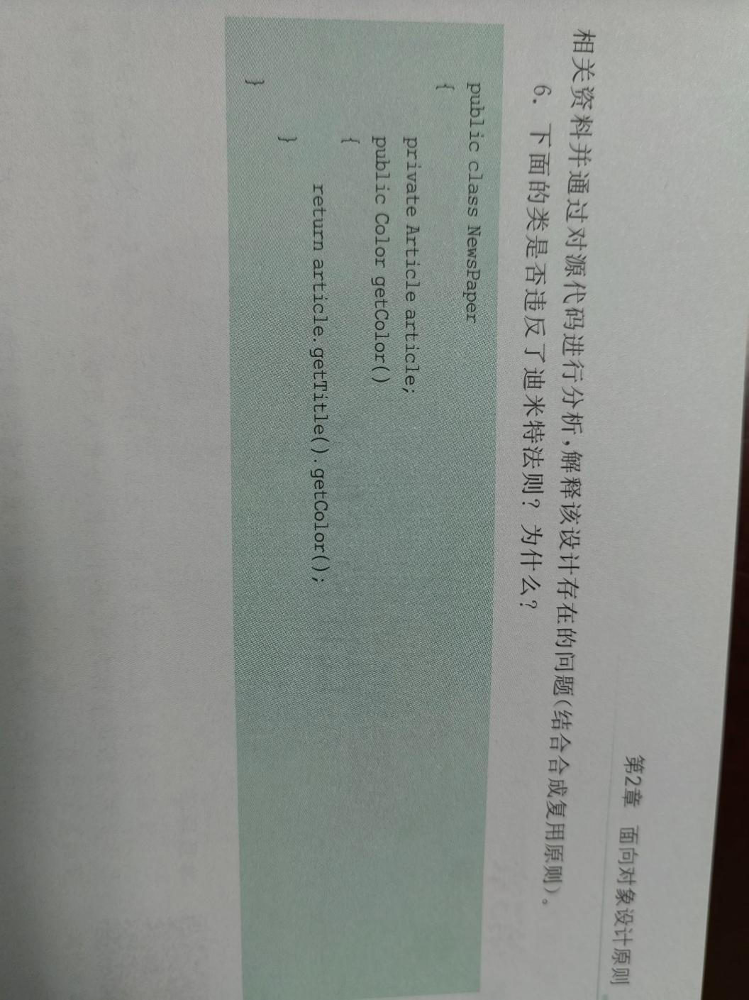 第2章 面向对象设计原则
相关资料并通过对源代码进行分析,解释该设计存在的问题(结合合成复用原则)。
6. 下面的类是否违反了迪米特法则? 为什么?
public class NewsPaper
{
private Article article;
public Color getColor()
{
return article.getTitle().getColor();
}
}